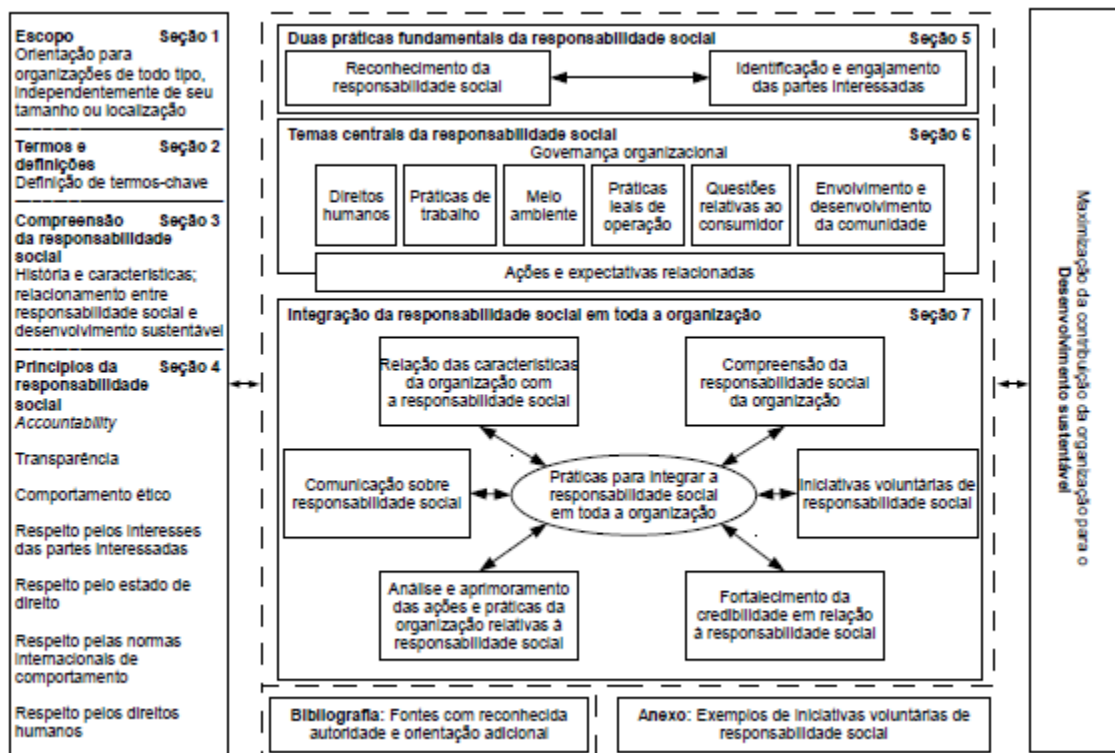 Escopo Seção 1
Orientação para
organizações de todo tipo,
independentemente de seu
tamanho ou localização
Termos e Seção 2
definições
Definição de termos-chave
Compreensão Seção 3
da responsabilidade
social
História e características;
relacionamento entre
responsabilidade social e
desenvolvimento sustentável
Princípios da Seção 4
responsabilidade
social
Accountability
Transparência
Comportamento ético
Respeito pelos interesses
das partes interessadas
Respeito pelo estado de
direito
Respeito pelas normas
internacionais de
comportamento
Respeito pelos direitos
humanos
Duas práticas fundamentais da responsabilidade social Seção 5
Reconhecimento da
responsabilidade social
Identificação e engajamento
das partes interessadas
Temas centrais da responsabilidade social Seção 6
Governança organizacional
Direitos
humanos
Práticas de
trabalho
Meio
ambiente
Práticas
leais de
operação
Questões
relativas ao
consumidor
Envolvimento e
desenvolvimento
da comunidade
Ações e expectativas relacionadas
Integração da responsabilidade social em toda a organização Seção 7
Relação das características
da organização com
a responsabilidade social
Compreensão da
responsabilidade social
da organização
Comunicação sobre
responsabilidade social
Práticas para integrar a
responsabilidade social
em toda a organização
Iniciativas voluntárias de
responsabilidade social
Análise e aprimoramento
das ações e práticas da
organização relativas à
responsabilidade social
Fortalecimento da
credibilidade em relação
à responsabilidade social
Bibliografia: Fontes com reconhecida
autoridade e orientação adicional
Anexo: Exemplos de iniciativas voluntárias de
responsabilidade social
Maximização da contribuição da organização para o
Desenvolvimento sustentável